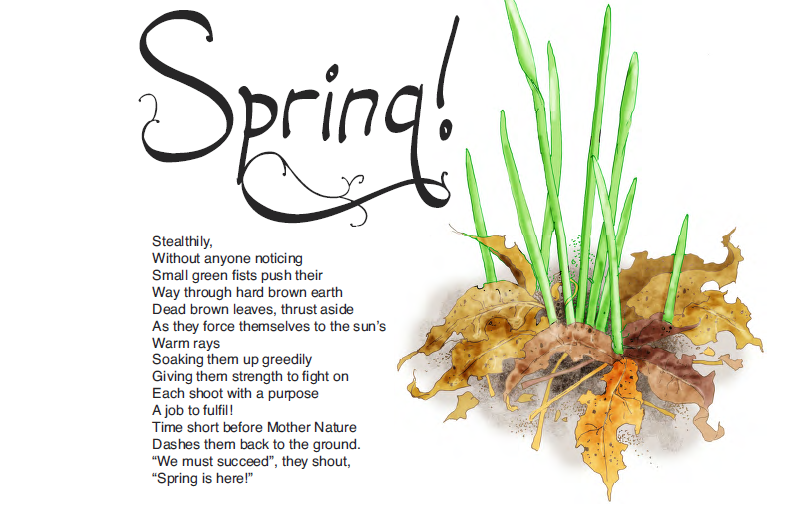 Spring!
Stealthily,
Without anyone noticing
Small green fists push their
Way through hard brown earth
Dead brown leaves, thrust aside
As they force themselves to the sun's
Warm rays
Soaking them up greedily
Giving them strength to fight on
Each shoot with a purpose
A job to fulfil!
Time short before Mother Nature
Dashes them back to the ground.
“We must succeed”, they shout,
“Spring is here!”